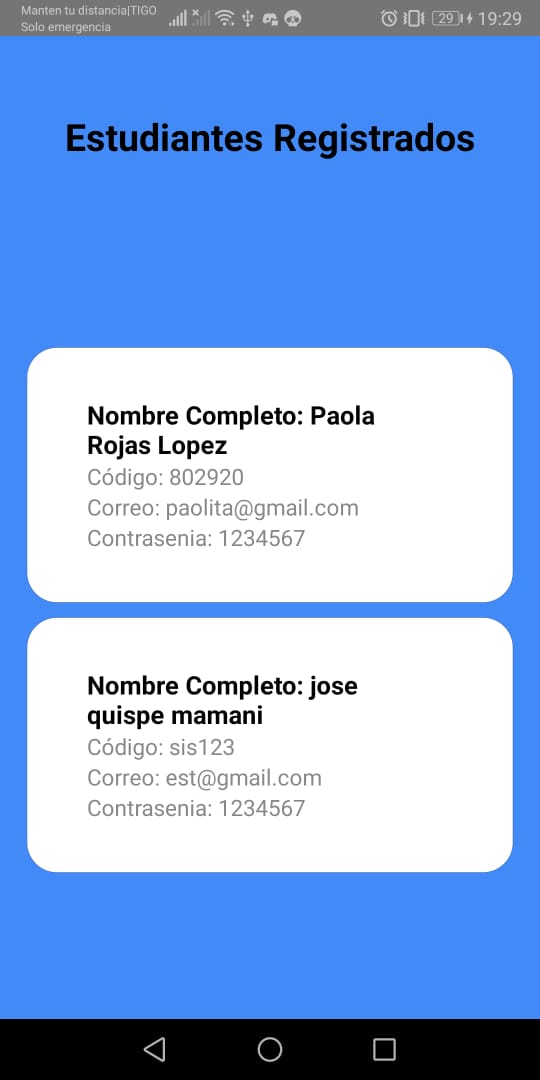 Manten tu distancia|TIGO
Solo emergencia
29
19:29
Estudiantes Registrados
Nombre Completo: Paola
Rojas Lopez
Código: 802920
Correo: paolita@gmail.com
Contrasenia: 1234567
Nombre Completo: jose
quispe mamani
Código: sis123
Correo: est@gmail.com
Contrasenia: 1234567